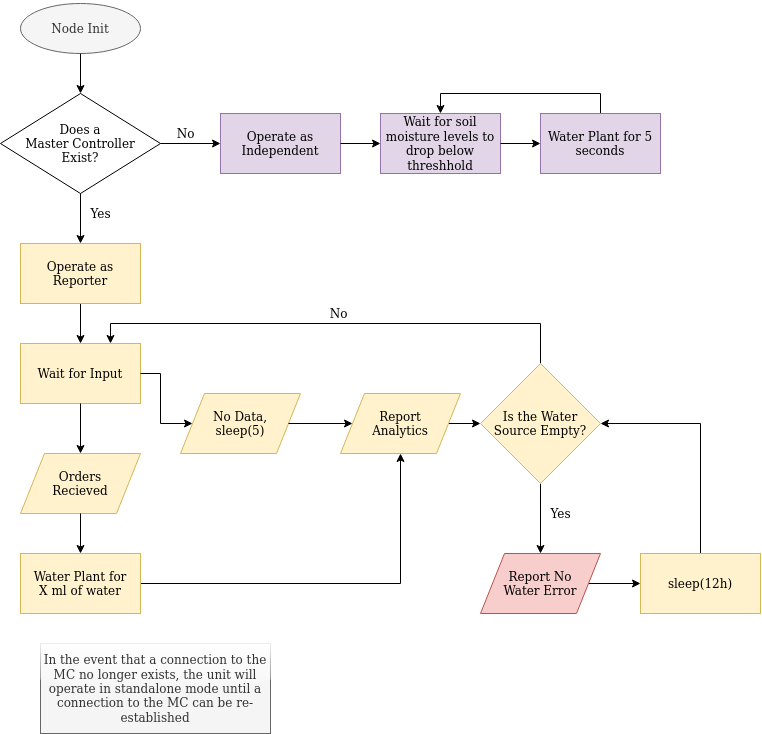 Node Init
Does a
Master Controller
Exist?
No
Operate as
Independent
Wait for soil
moisture levels to
drop below
threshhold
Water Plant for 5
seconds
Yes
Operate as
Reporter
No
Wait for Input
No Data,
sleep(5)
Report
Analytics
Is the Water
Source Empty?
Orders
Recieved
Yes
Water Plant for
X ml of water
Report No
Water Error
sleep(12h)
In the event that a connection to the
MC no longer exists, the unit will
operate in standalone mode until a
connection to the MC can be re-
established